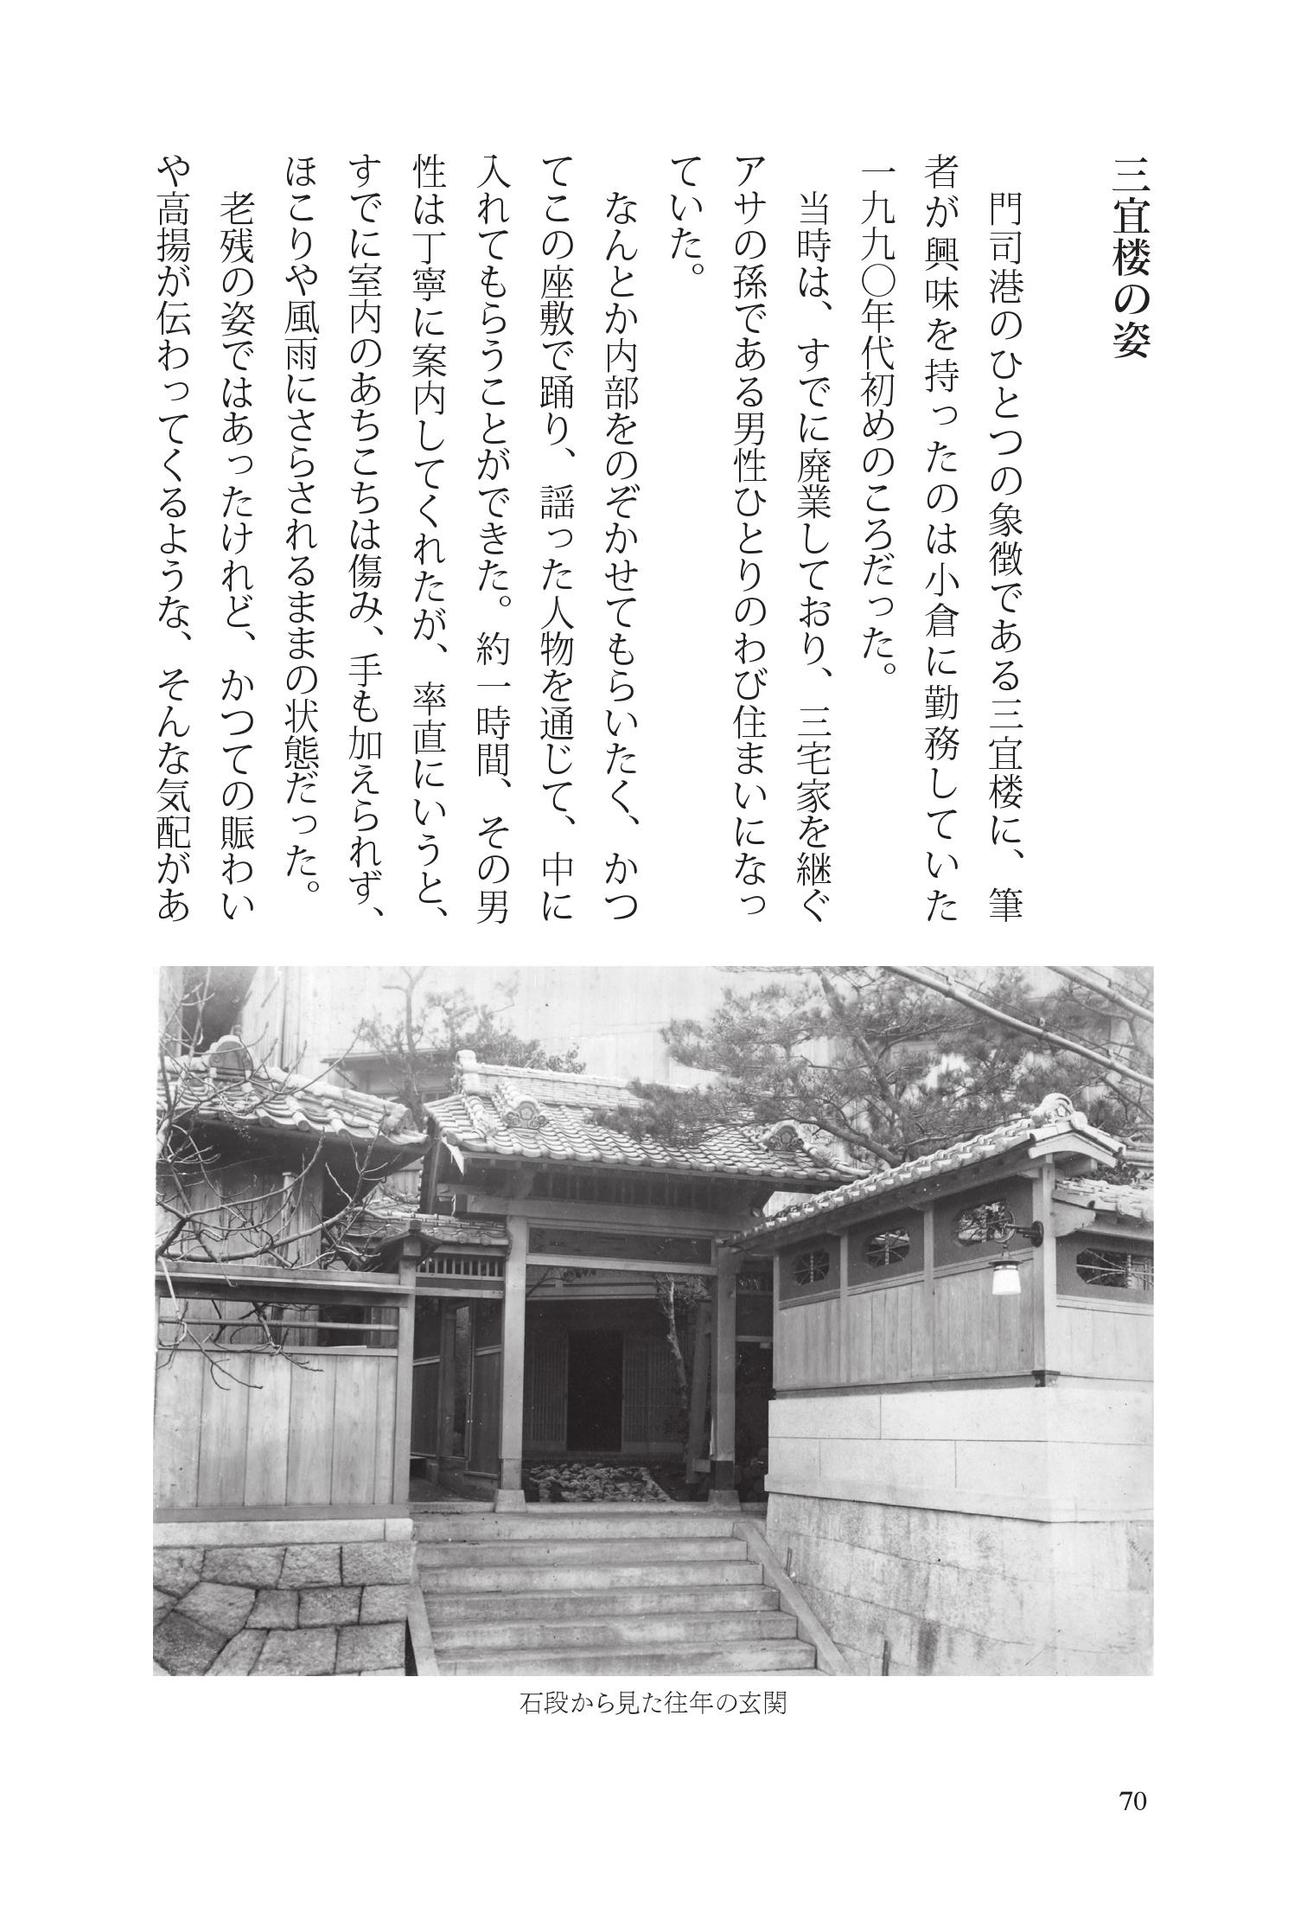 三宜楼の姿
門司港のひとつの象徴である三宜楼に、筆
者が興味を持ったのは小倉に勤務していた
一九九〇年代初めのころだった。
当時は、すでに廃業しており、三宅家を継ぐ
アサの孫である男性ひとりのわび住まいになっ
ていた。
なんとか内部をのぞかせてもらいたく、かつ
てこの座敷で踊り、謡った人物を通じて、中に
入れてもらうことができた。約一時間、その男
性は丁寧に案内してくれたが、率直にいうと、
すでに室内のあちこちは傷み、手も加えられず、
ほこりや風雨にさらされるままの状態だった。
老残の姿ではあったけれど、かつての賑わい
や高揚が伝わってくるような、そんな気配があ
石段から見た往年の玄関
70